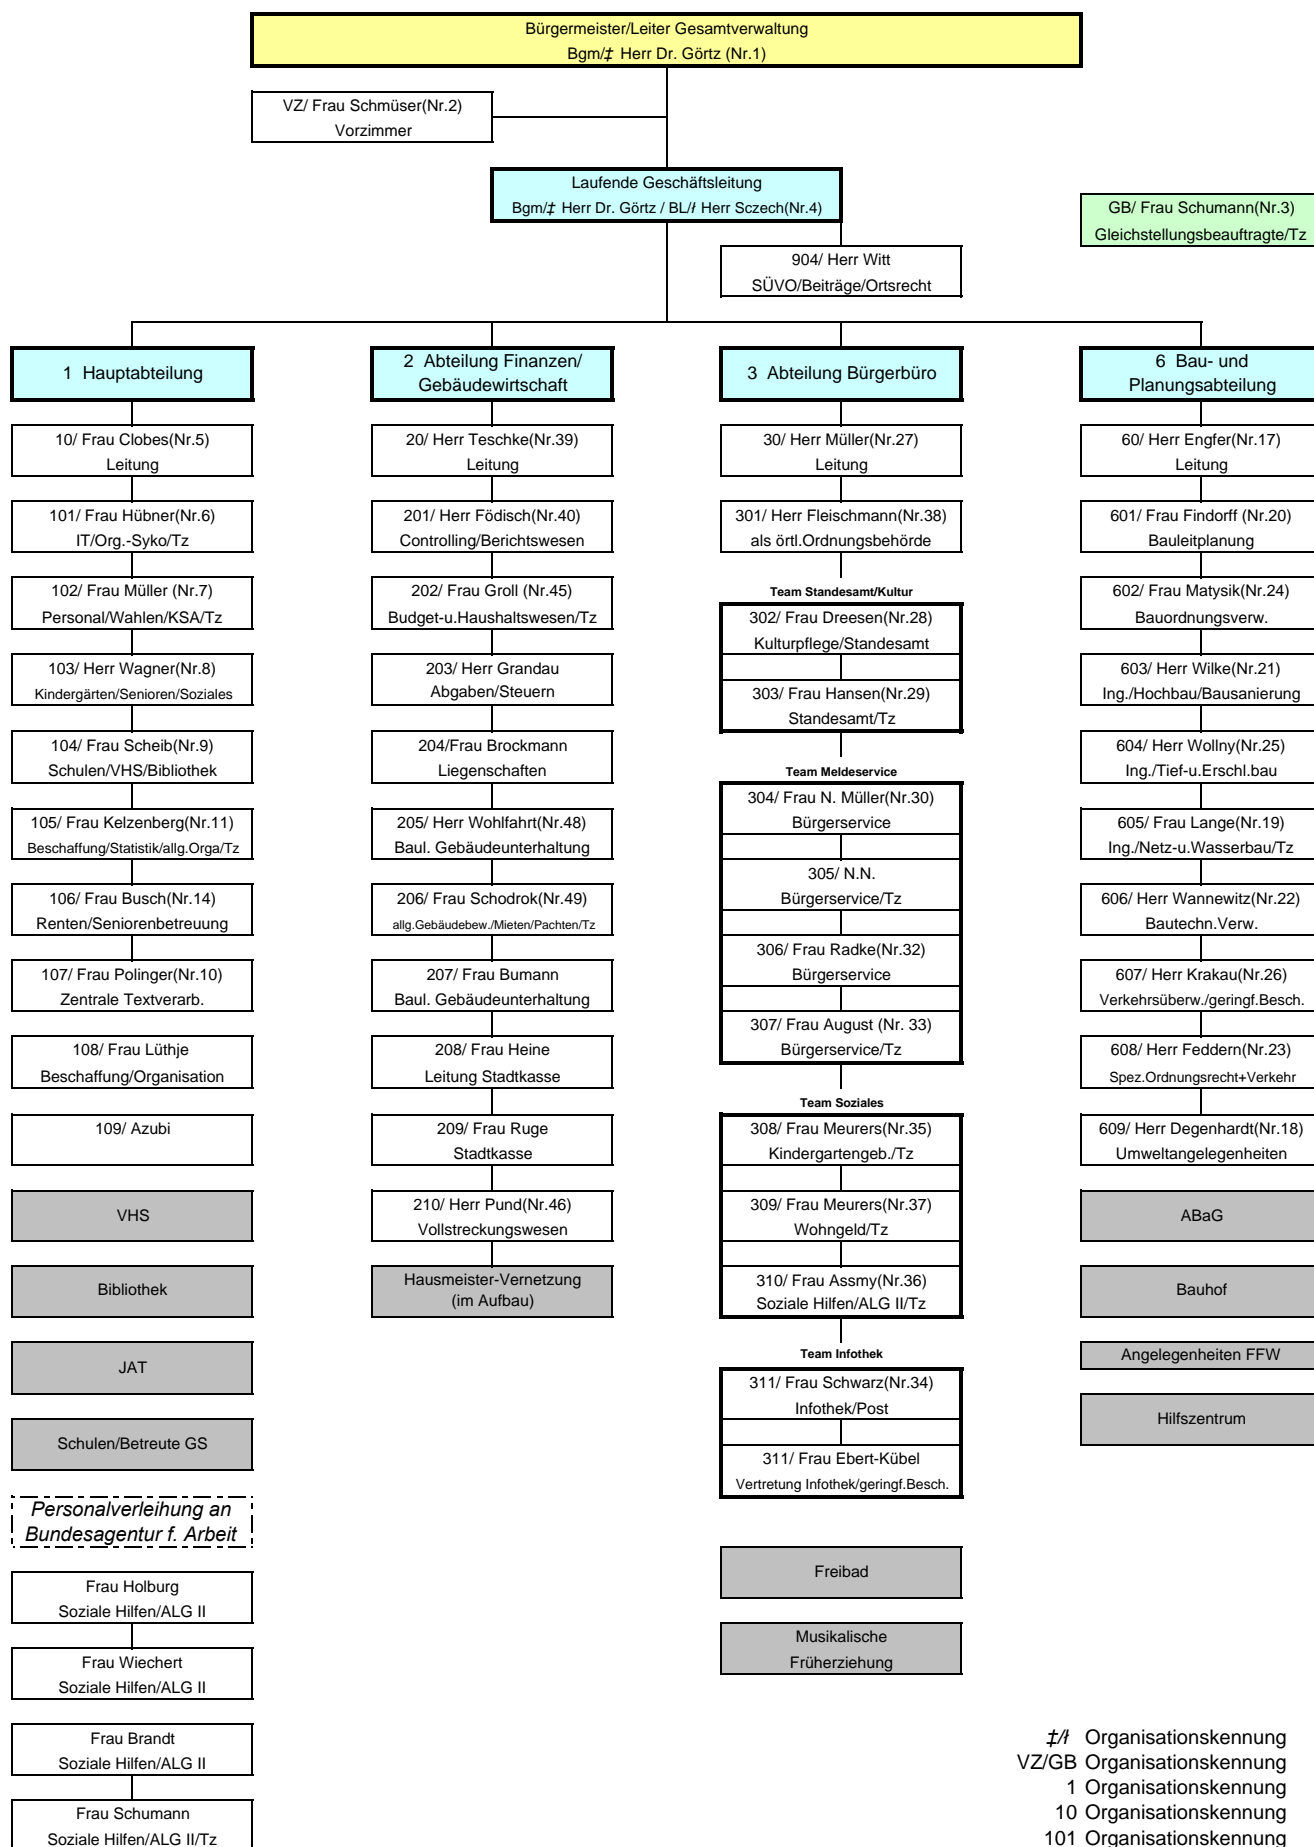 Bürgermeister/Leiter Gesamtverwaltung
Bgm/‡ Herr Dr. Görtz (Nr.1)
VZ/ Frau Schmüser(Nr.2)
Vorzimmer
Laufende Geschäftsleitung
Bgm/‡ Herr Dr. Görtz / BL/ƚ Herr Sczech(Nr.4)
GB/ Frau Schumann(Nr.3)
Gleichstellungsbeauftragte/Tz
904/ Herr Witt
SÜVO/Beiträge/Ortsrecht
1 Hauptabteilung
10/ Frau Clobes(Nr.5)
Leitung
101/ Frau Hübner(Nr.6)
IT/Org.-Syko/Tz
102/ Frau Müller (Nr.7)
Personal/Wahlen/KSA/Tz
103/ Herr Wagner(Nr.8)
Kindergärten/Senioren/Soziales
104/ Frau Scheib(Nr.9)
Schulen/VHS/Bibliothek
105/ Frau Kelzenberg(Nr.11)
Beschaffung/Statistik/allg.Orga/Tz
106/ Frau Busch(Nr.14)
Renten/Seniorenbetreuung
107/ Frau Polinger(Nr.10)
Zentrale Textverarb.
108/ Frau Lüthje
Beschaffung/Organisation
109/ Azubi
VHS
Bibliothek
JAT
Schulen/Betreute GS
Personalverleihung an
Bundesagentur f. Arbeit
Frau Holburg
Soziale Hilfen/ALG II
Frau Wiechert
Soziale Hilfen/ALG II
Frau Brandt
Soziale Hilfen/ALG II
Frau Schumann
Soziale Hilfen/ALG II/Tz
2 Abteilung Finanzen/
Gebäudewirtschaft
20/ Herr Teschke(Nr.39)
Leitung
201/ Herr Födisch(Nr.40)
Controlling/Berichtswesen
202/ Frau Groll (Nr.45)
Budget-u.Haushaltswesen/Tz
203/ Herr Grandau
Abgaben/Steuern
204/Frau Brockmann
Liegenschaften
205/ Herr Wohlfahrt(Nr.48)
Baul. Gebäudeunterhaltung
206/ Frau Schodrok(Nr.49)
allg.Gebäudebew./Mieten/Pachten/Tz
207/ Frau Bumann
Baul. Gebäudeunterhaltung
208/ Frau Heine
Leitung Stadtkasse
209/ Frau Ruge
Stadtkasse
210/ Herr Pund(Nr.46)
Vollstreckungswesen
Hausmeister-Vernetzung
(im Aufbau)
3 Abteilung Bürgerbüro
30/ Herr Müller(Nr.27)
Leitung
301/ Herr Fleischmann(Nr.38)
als örtl.Ordnungsbehörde
Team Standesamt/Kultur
302/ Frau Dreesen(Nr.28)
Kulturpflege/Standesamt
303/ Frau Hansen(Nr.29)
Standesamt/Tz
Team Meldeservice
304/ Frau N. Müller(Nr.30)
Bürgerservice
305/ N.N.
Bürgerservice/Tz
306/ Frau Radke(Nr.32)
Bürgerservice
307/ Frau August (Nr. 33)
Bürgerservice/Tz
Team Soziales
308/ Frau Meurers(Nr.35)
Kindergartengeb./Tz
309/ Frau Meurers(Nr.37)
Wohngeld/Tz
310/ Frau Assmy(Nr.36)
Soziale Hilfen/ALG II/Tz
Team Infothek
311/ Frau Schwarz(Nr.34)
Infothek/Post
311/ Frau Ebert-Kübel
Vertretung Infothek/geringf.Besch.
Freibad
Musikalische
Früherziehung
6 Bau- und
Planungsabteilung
60/ Herr Engfer(Nr.17)
Leitung
601/ Frau Findorff (Nr.20)
Bauleitplanung
602/ Frau Matysik(Nr.24)
Bauordnungsverw.
603/ Herr Wilke(Nr.21)
Ing./Hochbau/Bausanierung
604/ Herr Wollny(Nr.25)
Ing./Tief-u.Erschl.bau
605/ Frau Lange(Nr.19)
Ing./Netz-u.Wasserbau/Tz
606/ Herr Wannewitz(Nr.22)
Bautechn.Verw.
607/ Herr Krakau(Nr.26)
Verkehrsüberw./geringf.Besch.
608/ Herr Feddern(Nr.23)
Spez.Ordnungsrecht+Verkehr
609/ Herr Degenhardt(Nr.18)
Umweltangelegenheiten
ABaG
Bauhof
Angelegenheiten FFW
Hilfszentrum
‡/ƚ Organisationskennung
VZ/GB Organisationskennung
1 Organisationskennung
10 Organisationskennung
101 Organisationskennung